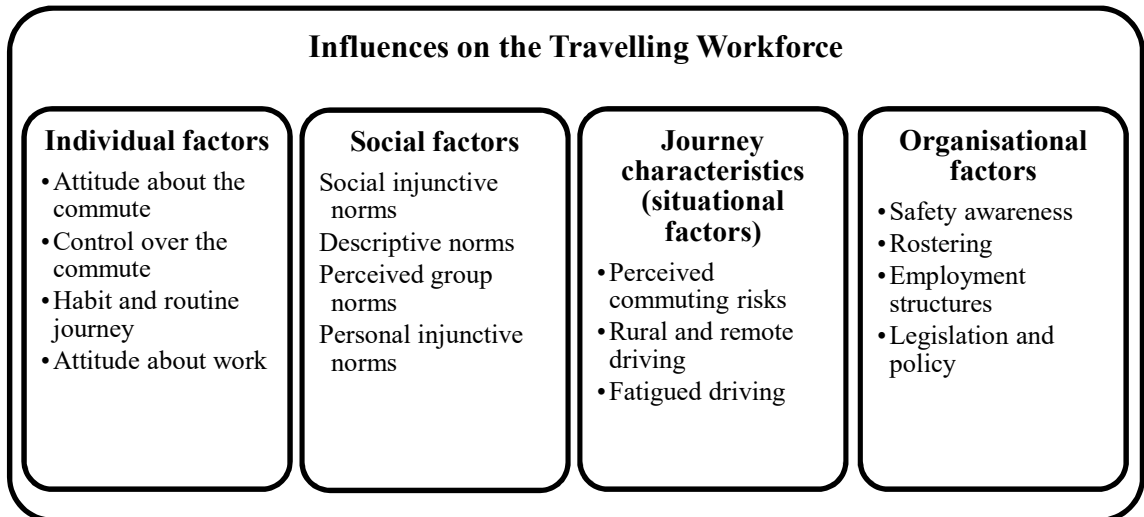 Influences on the Travelling Workforce
Individual factors
•Attitude about the
commute
•Control over the
commute
•Habit and routine
journey
•Attitude about work
Social factors
Social injunctive
norms
Descriptive norms
Perceived group
norms
Personal injunctive
norms
Journey
characteristics
(situational
factors)
•Perceived
commuting risks
•Rural and remote
driving
•Fatigued driving
Organisational
factors
•Safety awareness
•Rostering
•Employment
structures
•Legislation and
policy